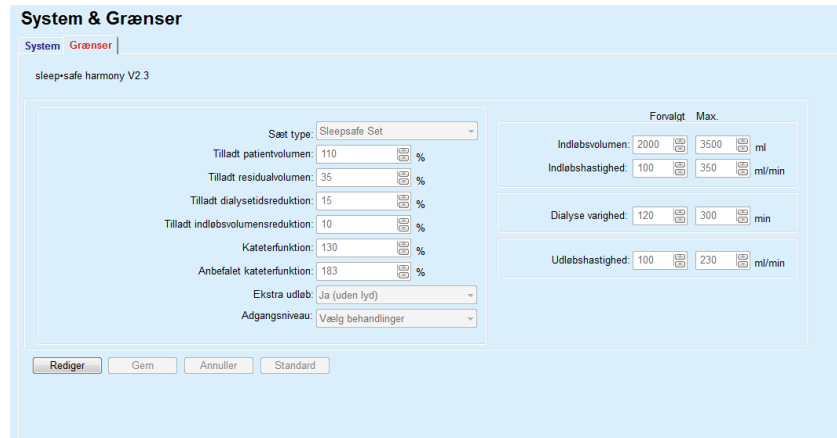 System & Grænser
System Grænser
sleep•safe harmony V2.3
Sæt type: Sleepsafe Set
Tilladt patientvolumen: 110 %
Tilladt residualvolumen: 35 %
Tilladt dialysetidsreduktion: 15 %
Tilladt indløbsvolumensreduktion: 10 %
Kateterfunktion: 130 %
Anbefalet kateterfunktion: 183 %
Ekstra udløb: Ja (uden lyd)
Adgangsniveau: Vælg behandlinger
Forvalgt Max.
Indløbsvolumen: 2000 3500 ml
Indløbshastighed: 100 350 ml/min
Dialyse varighed: 120 300 min
Udløbshastighed: 100 230 ml/min
Rediger Gem Annuller Standard